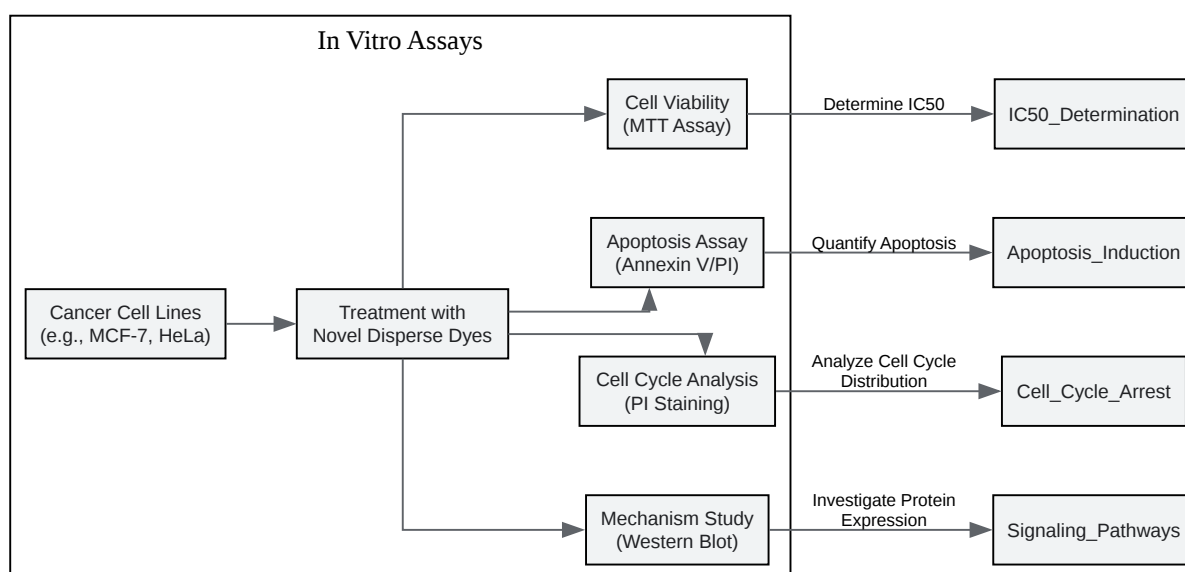 In Vitro Assays
Cell Viability
(MTT Assay)
Determine IC50
IC50_Determination
Apoptosis Assay
(Annexin V/PI)
Quantify Apoptosis
Apoptosis_Induction
Cancer Cell Lines
(e.g., MCF-7, HeLa)
Treatment with
Novel Disperse Dyes
Cell Cycle Analysis
(PI Staining)
Analyze Cell Cycle
Distribution
Cell_Cycle_Arrest
Mechanism Study
(Western Blot)
Investigate Protein
Expression
Signaling_Pathways